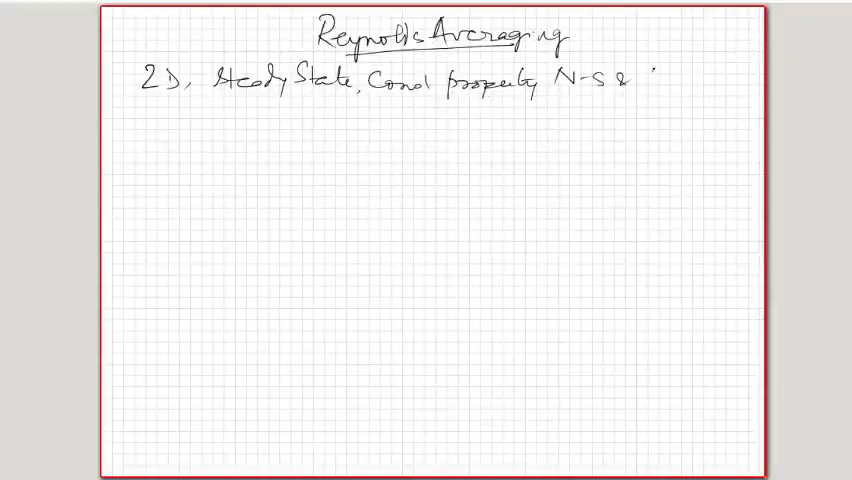 Reynolds Averaging
2D, Steady State, Const property N-S &